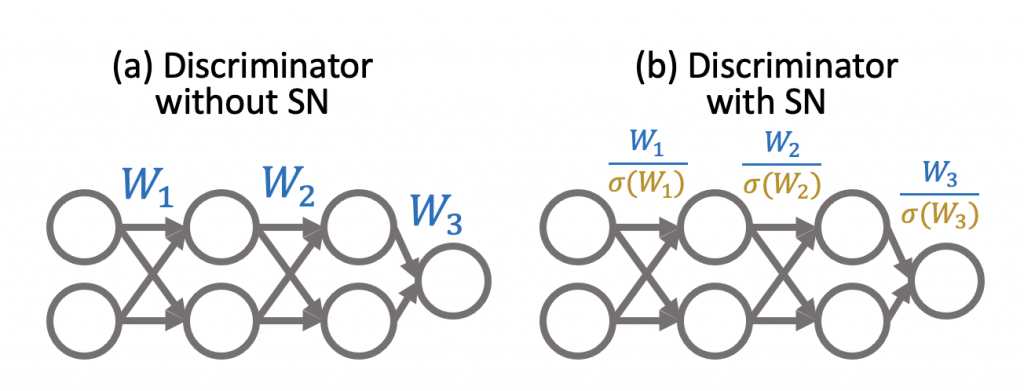 (a) Discriminator
without SN
W₁
W₂
W₃
(b) Discriminator
with SN
W₁
σ(W₁)
W₂
σ(W₂)
W₃
σ(W₃)